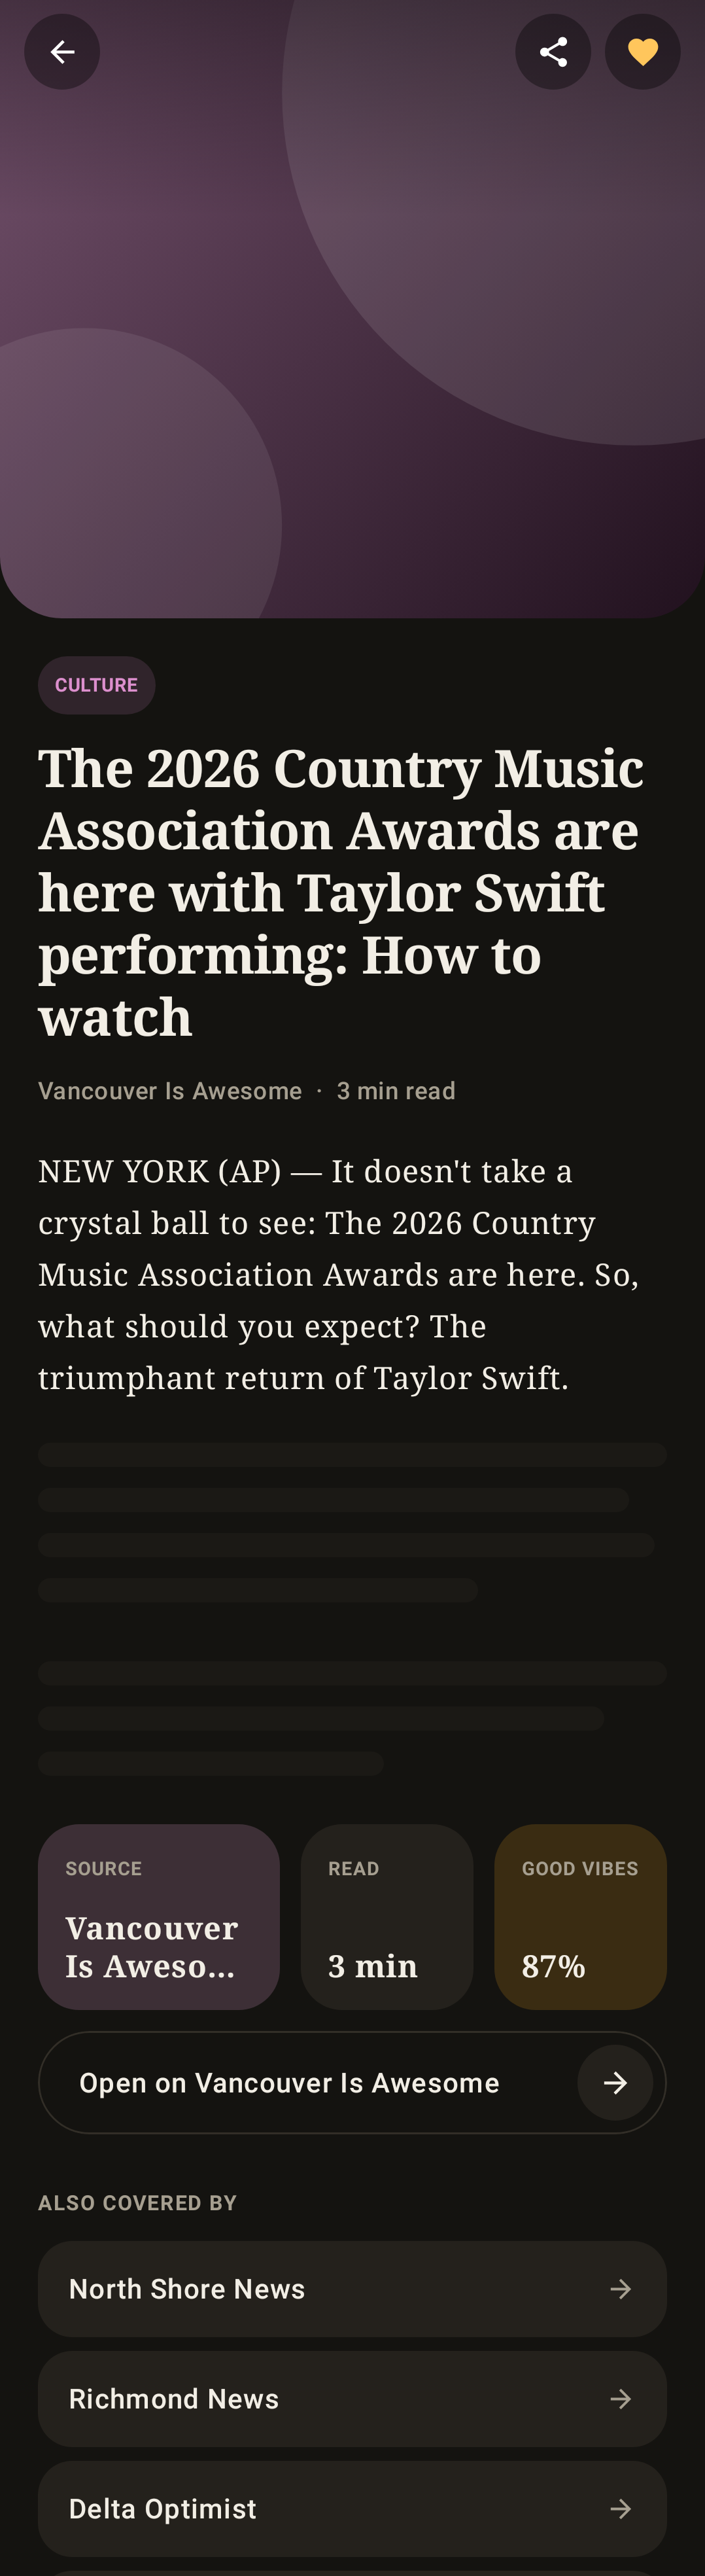 CULTURE
The 2026 Country Music
Association Awards are
here with Taylor Swift
performing: How to
watch
Vancouver Is Awesome · 3 min read
NEW YORK (AP) — It doesn't take a
crystal ball to see: The 2026 Country
Music Association Awards are here. So,
what should you expect? The
triumphant return of Taylor Swift.
SOURCE
Vancouver
Is Aweso...
READ
3 min
GOOD VIBES
87%
Open on Vancouver Is Awesome
ALSO COVERED BY
North Shore News
Richmond News
Delta Optimist